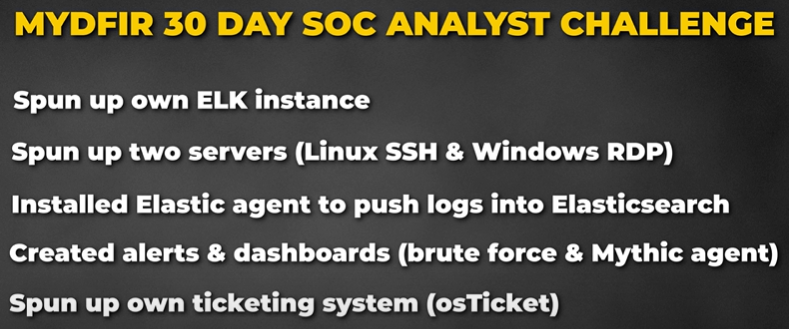 MYDFIR 30 DAY SOC ANALYST CHALLENGE
Spun up own ELK instance
Spun up two servers (Linux SSH & Windows RDP)
Installed Elastic agent to push logs into Elasticsearch
Created alerts & dashboards (brute force & Mythic agent)
Spun up own ticketing system (osTicket)